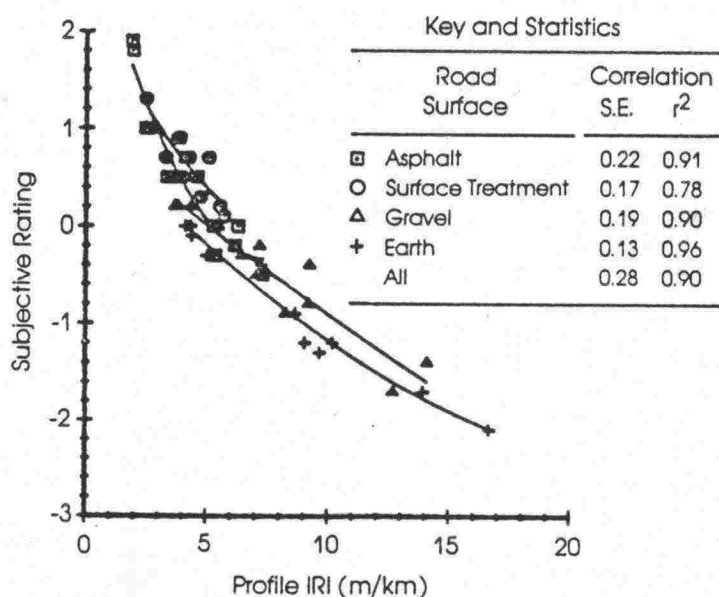 Key and Statistics
Road Surface
Correlation
S.E. r²
Asphalt 0.22 0.91
Surface Treatment 0.17 0.78
Gravel 0.19 0.90
Earth 0.13 0.96
All 0.28 0.90
Subjective Rating
2
1
0
-1
-2
-3
0 5 10 15 20
Profile IRI (m/km)